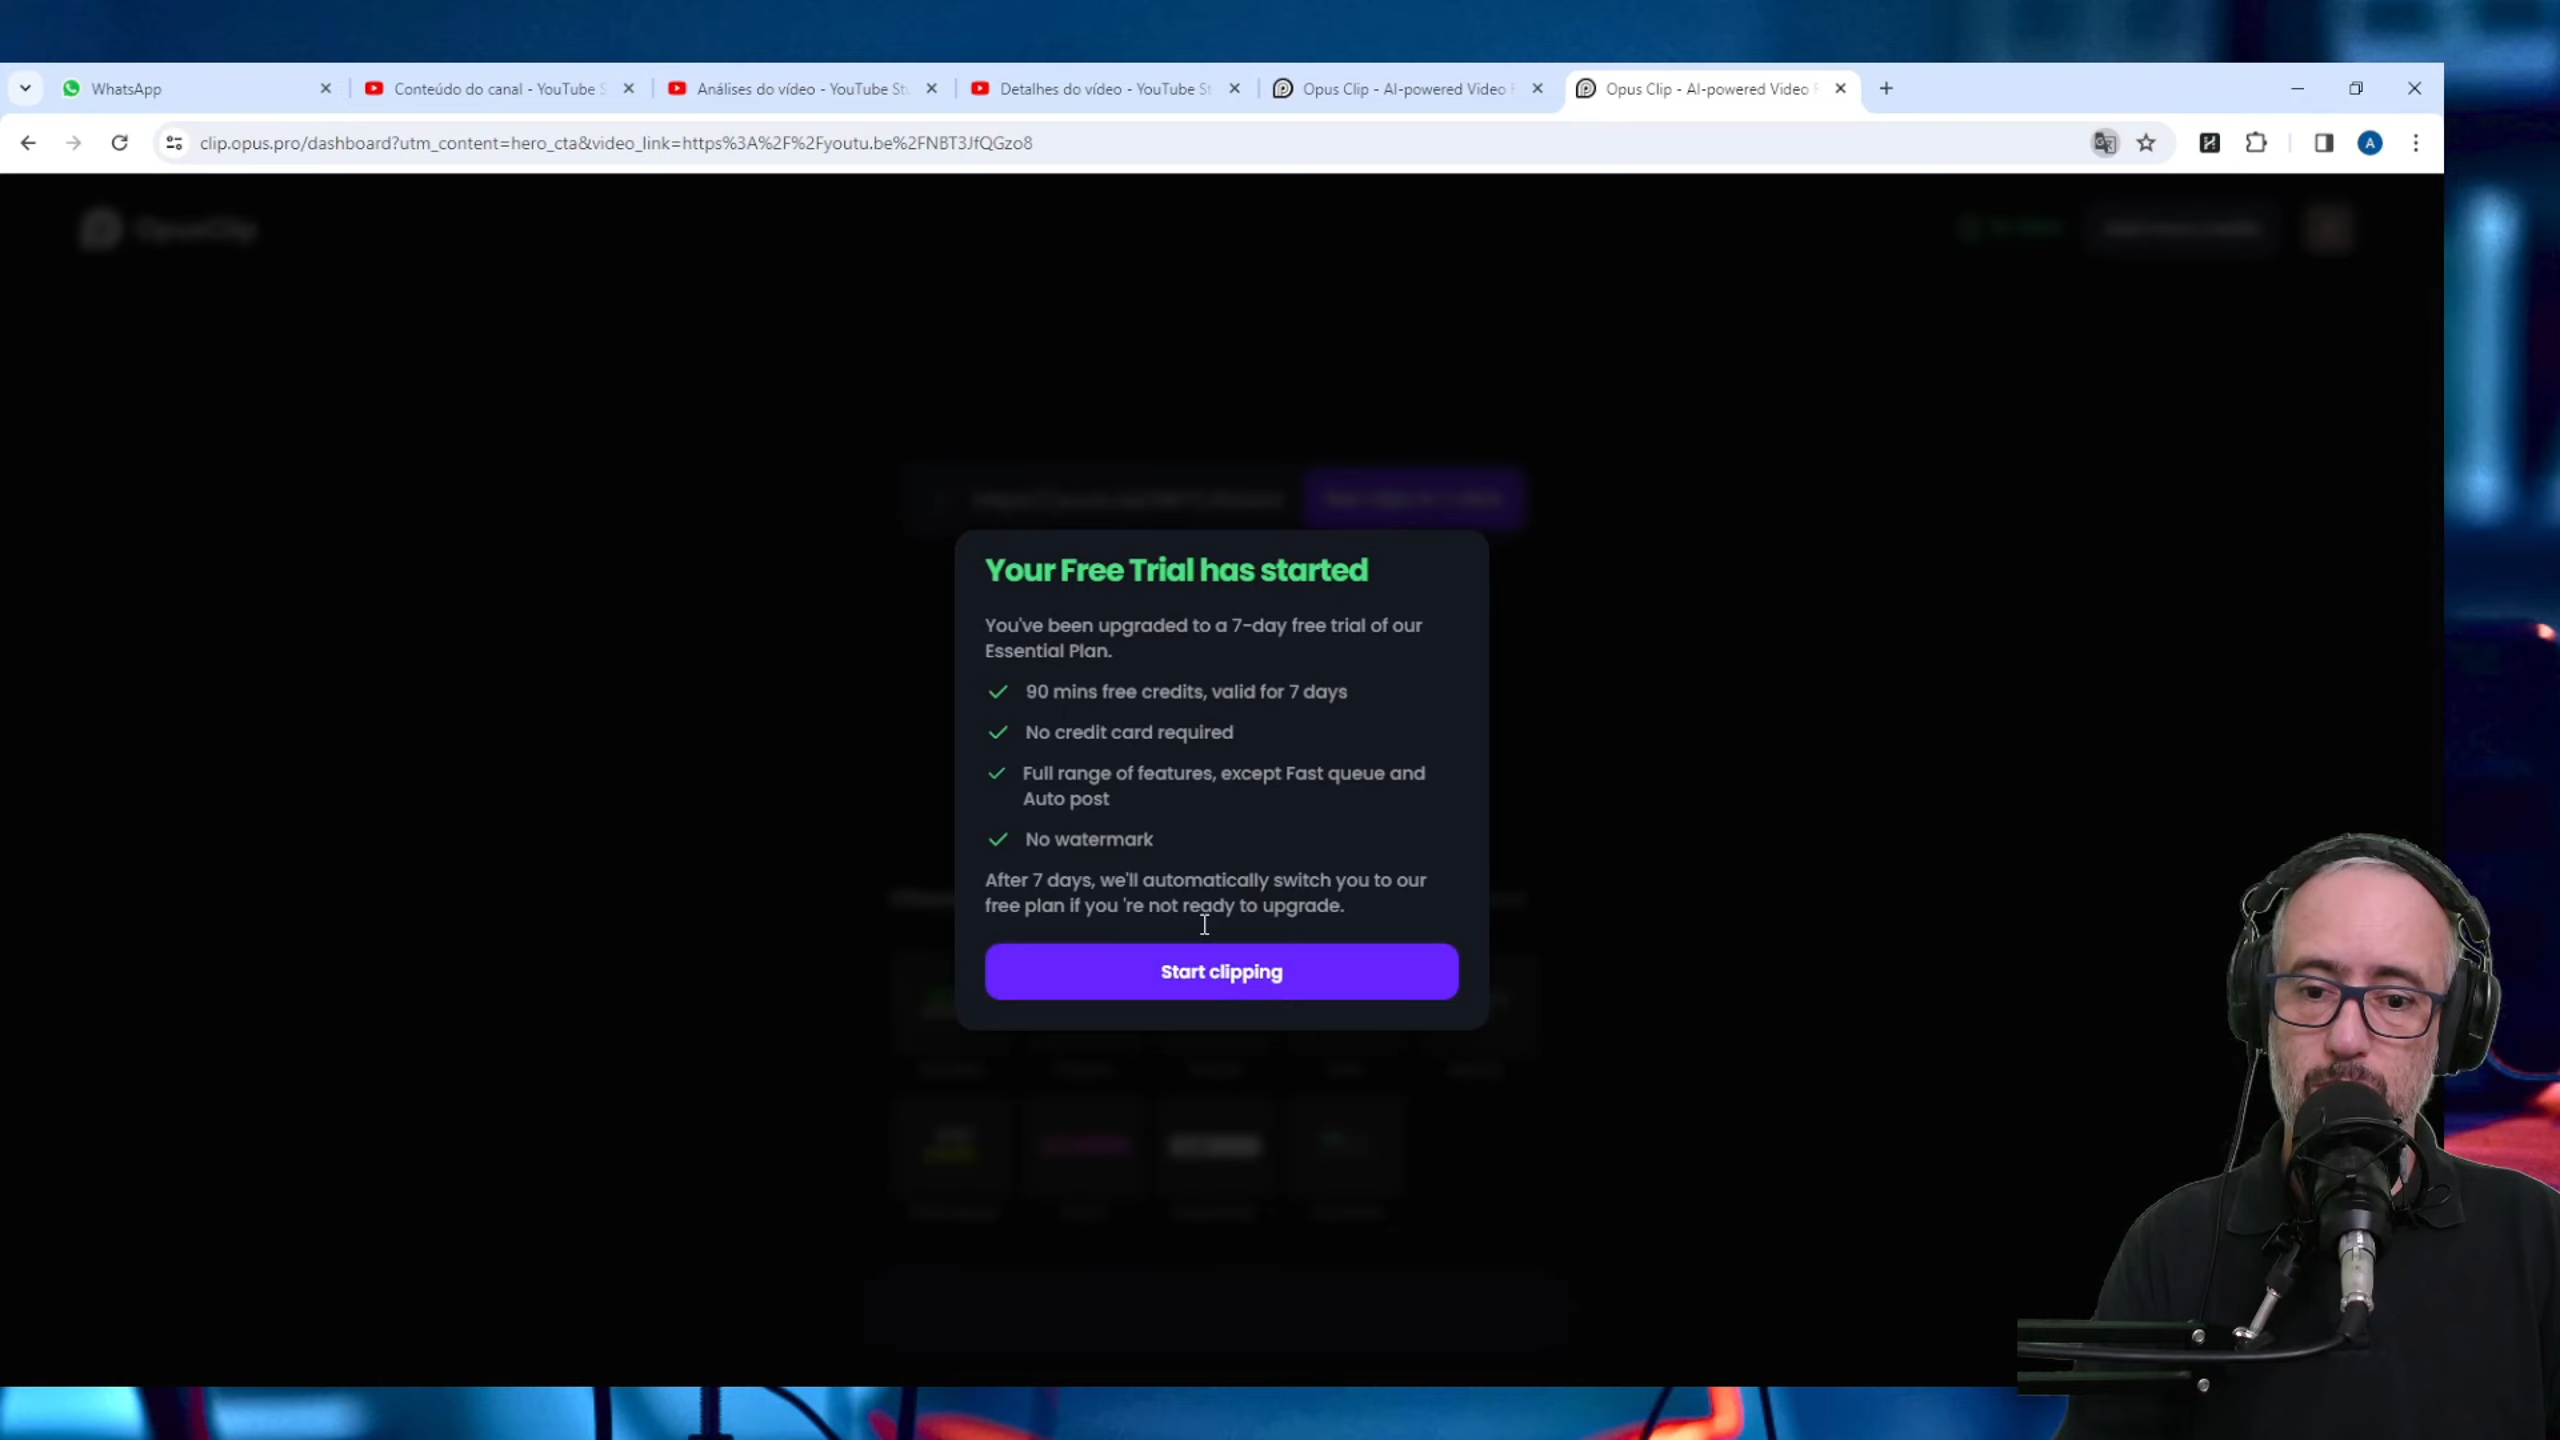 WhatsApp
Conteúdo do canal - YouTube S
Análises do vídeo - YouTube St
Detalhes do vídeo - YouTube St
Opus Clip - AI-powered Video
Opus Clip - AI-powered Video
clip.opus.pro/dashboard?utm_content=hero_cta&video_link=https%3A%2F%2Fyoutu.be%2FNBT3JfQGzo8
A
OpusClip
Your Free Trial has started
You've been upgraded to a 7-day free trial of our
Essential Plan.
90 mins free credits, valid for 7 days
No credit card required
Full range of features, except Fast queue and
Auto post
No watermark
After 7 days, we'll automatically switch you to our
free plan if you 're not ready to upgrade.
Start clipping